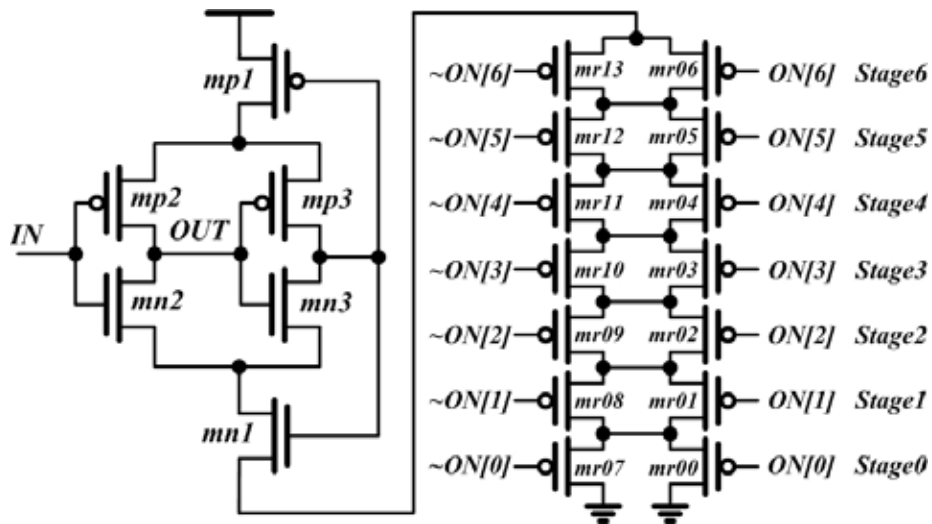 mp1
mp2
mp3
IN
OUT
mn2
mn3
mn1
~ON[6] mr13 mr06 ON[6] Stage6
~ON[5] mr12 mr05 ON[5] Stage5
~ON[4] mr11 mr04 ON[4] Stage4
~ON[3] mr10 mr03 ON[3] Stage3
~ON[2] mr09 mr02 ON[2] Stage2
~ON[1] mr08 mr01 ON[1] Stage1
~ON[0] mr07 mr00 ON[0] Stage0